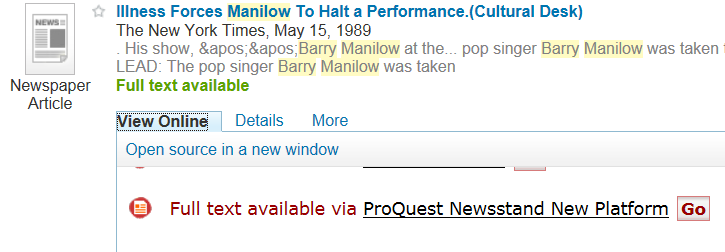 NEWS
Newspaper
Article
Illness Forces Manilow To Halt a Performance.(Cultural Desk)
The New York Times, May 15, 1989
. His show, &apos;&apos;Barry Manilow at the... pop singer Barry Manilow was taken
LEAD: The pop singer Barry Manilow was taken
Full text available
View Online Details More
Open source in a new window
Full text available via ProQuest Newsstand New Platform Go